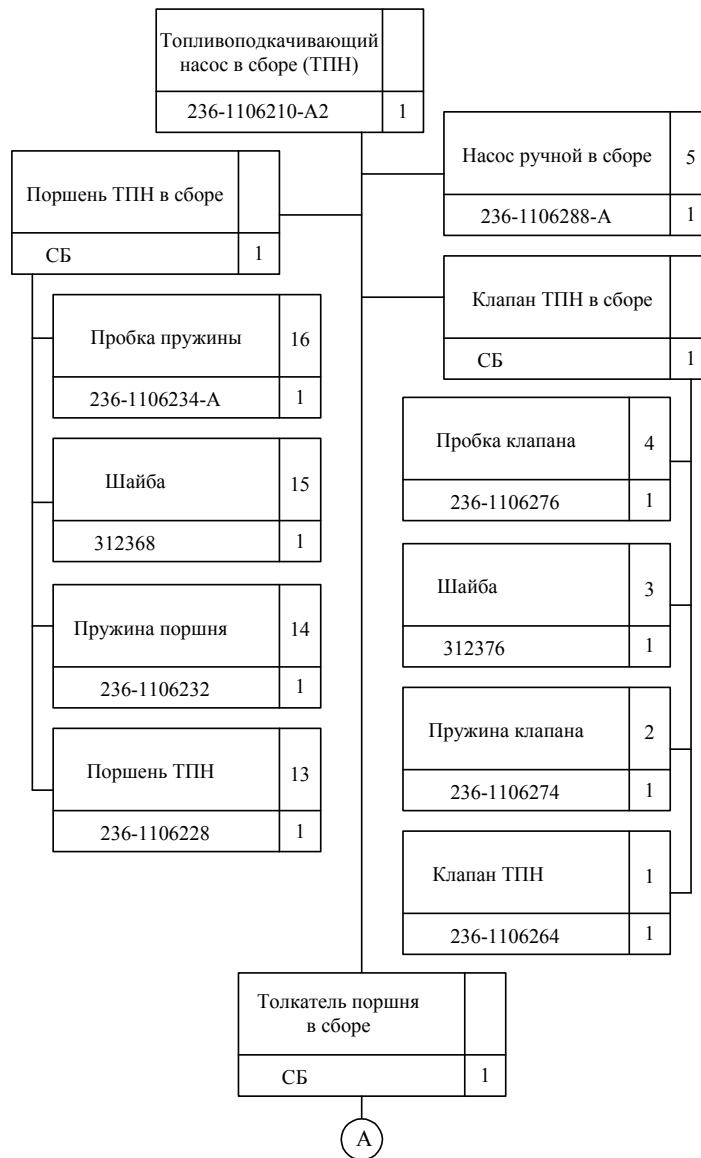 Топливоподкачивающий
насос в сборе (ТПН)
236-1106210-А2 1
Насос ручной в сборе 5
236-1106288-А 1
Поршень ТПН в сборе
СБ 1
Клапан ТПН в сборе
СБ 1
Пробка пружины 16
236-1106234-А 1
Шайба 15
312368 1
Пружина поршня 14
236-1106232 1
Поршень ТПН 13
236-1106228 1
Пробка клапана 4
236-1106276 1
Шайба 3
312376 1
Пружина клапана 2
236-1106274 1
Клапан ТПН 1
236-1106264 1
Толкатель поршня
в сборе
СБ 1
А